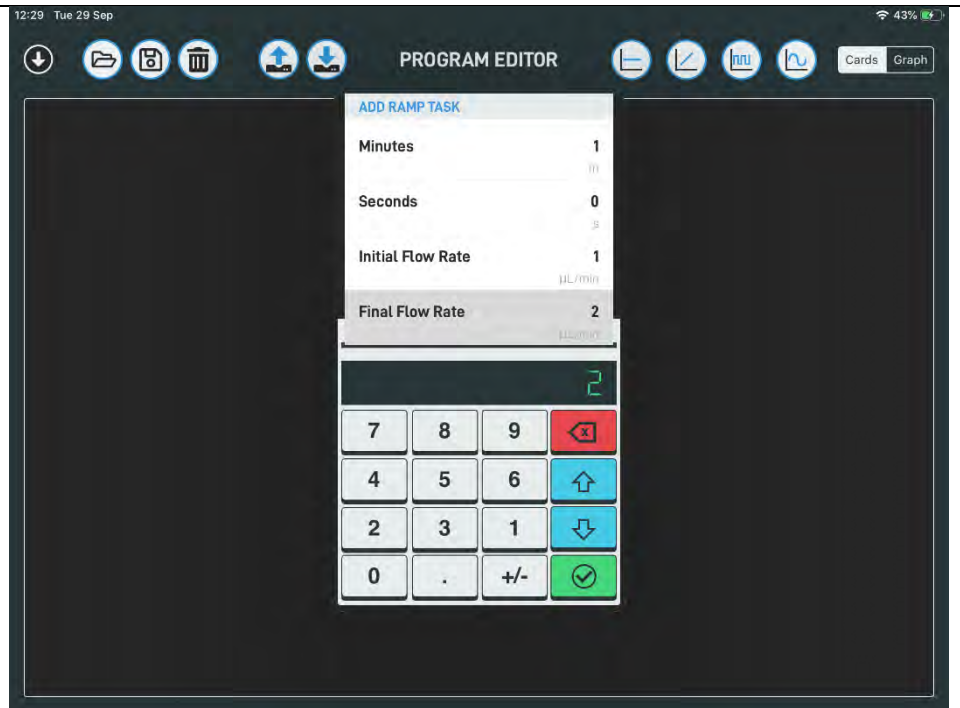 12:29 Tue 29 Sep
43%
PROGRAM EDITOR
Cards Graph
ADD RAMP TASK
Minutes 1
m
Seconds 0
s
Initial Flow Rate 1
µL/min
Final Flow Rate 2
µL/min
2
7 8 9 x
4 5 6
2 3 1
0 . +/-